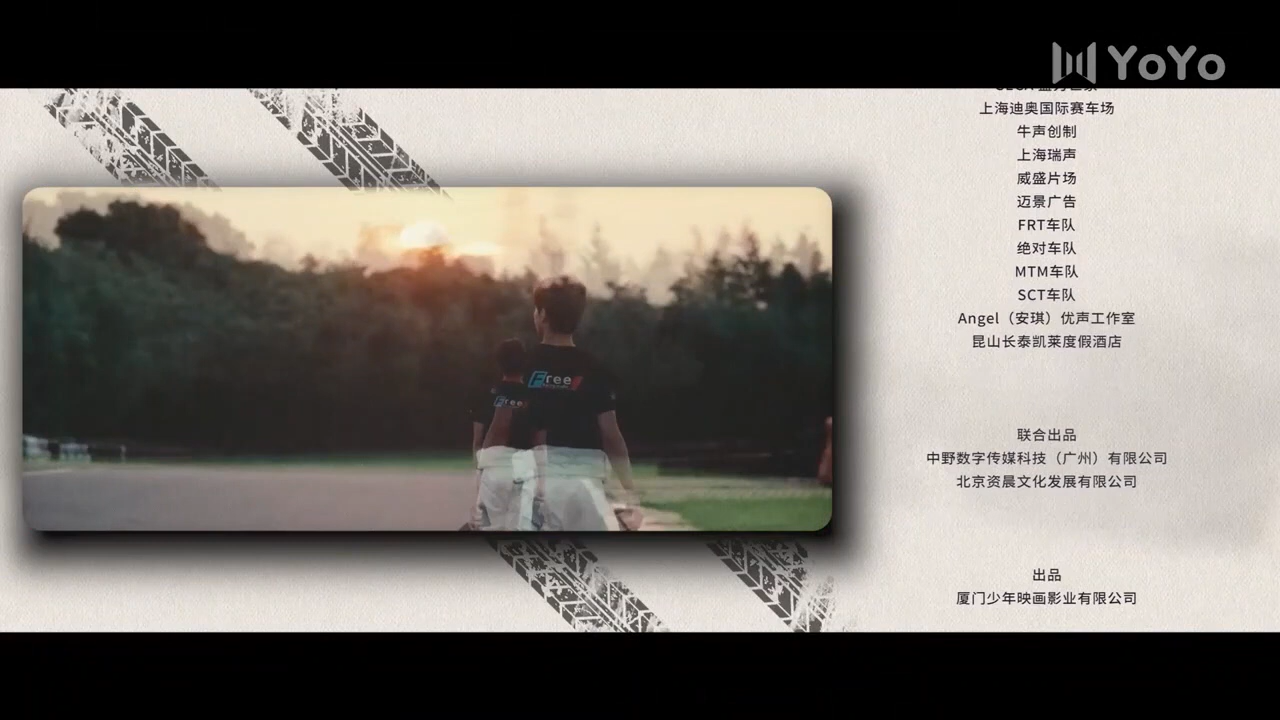 YoYo
上海迪奥国际赛车场
牛声创制
上海瑞声
威盛片场
迈景广告
FRT车队
绝对车队
MTM车队
SCT车队
Angel（安琪）优声工作室
昆山长泰凯莱度假酒店
联合出品
中野数字传媒科技（广州）有限公司
北京资晨文化发展有限公司
出品
厦门少年映画影业有限公司
Free
Free